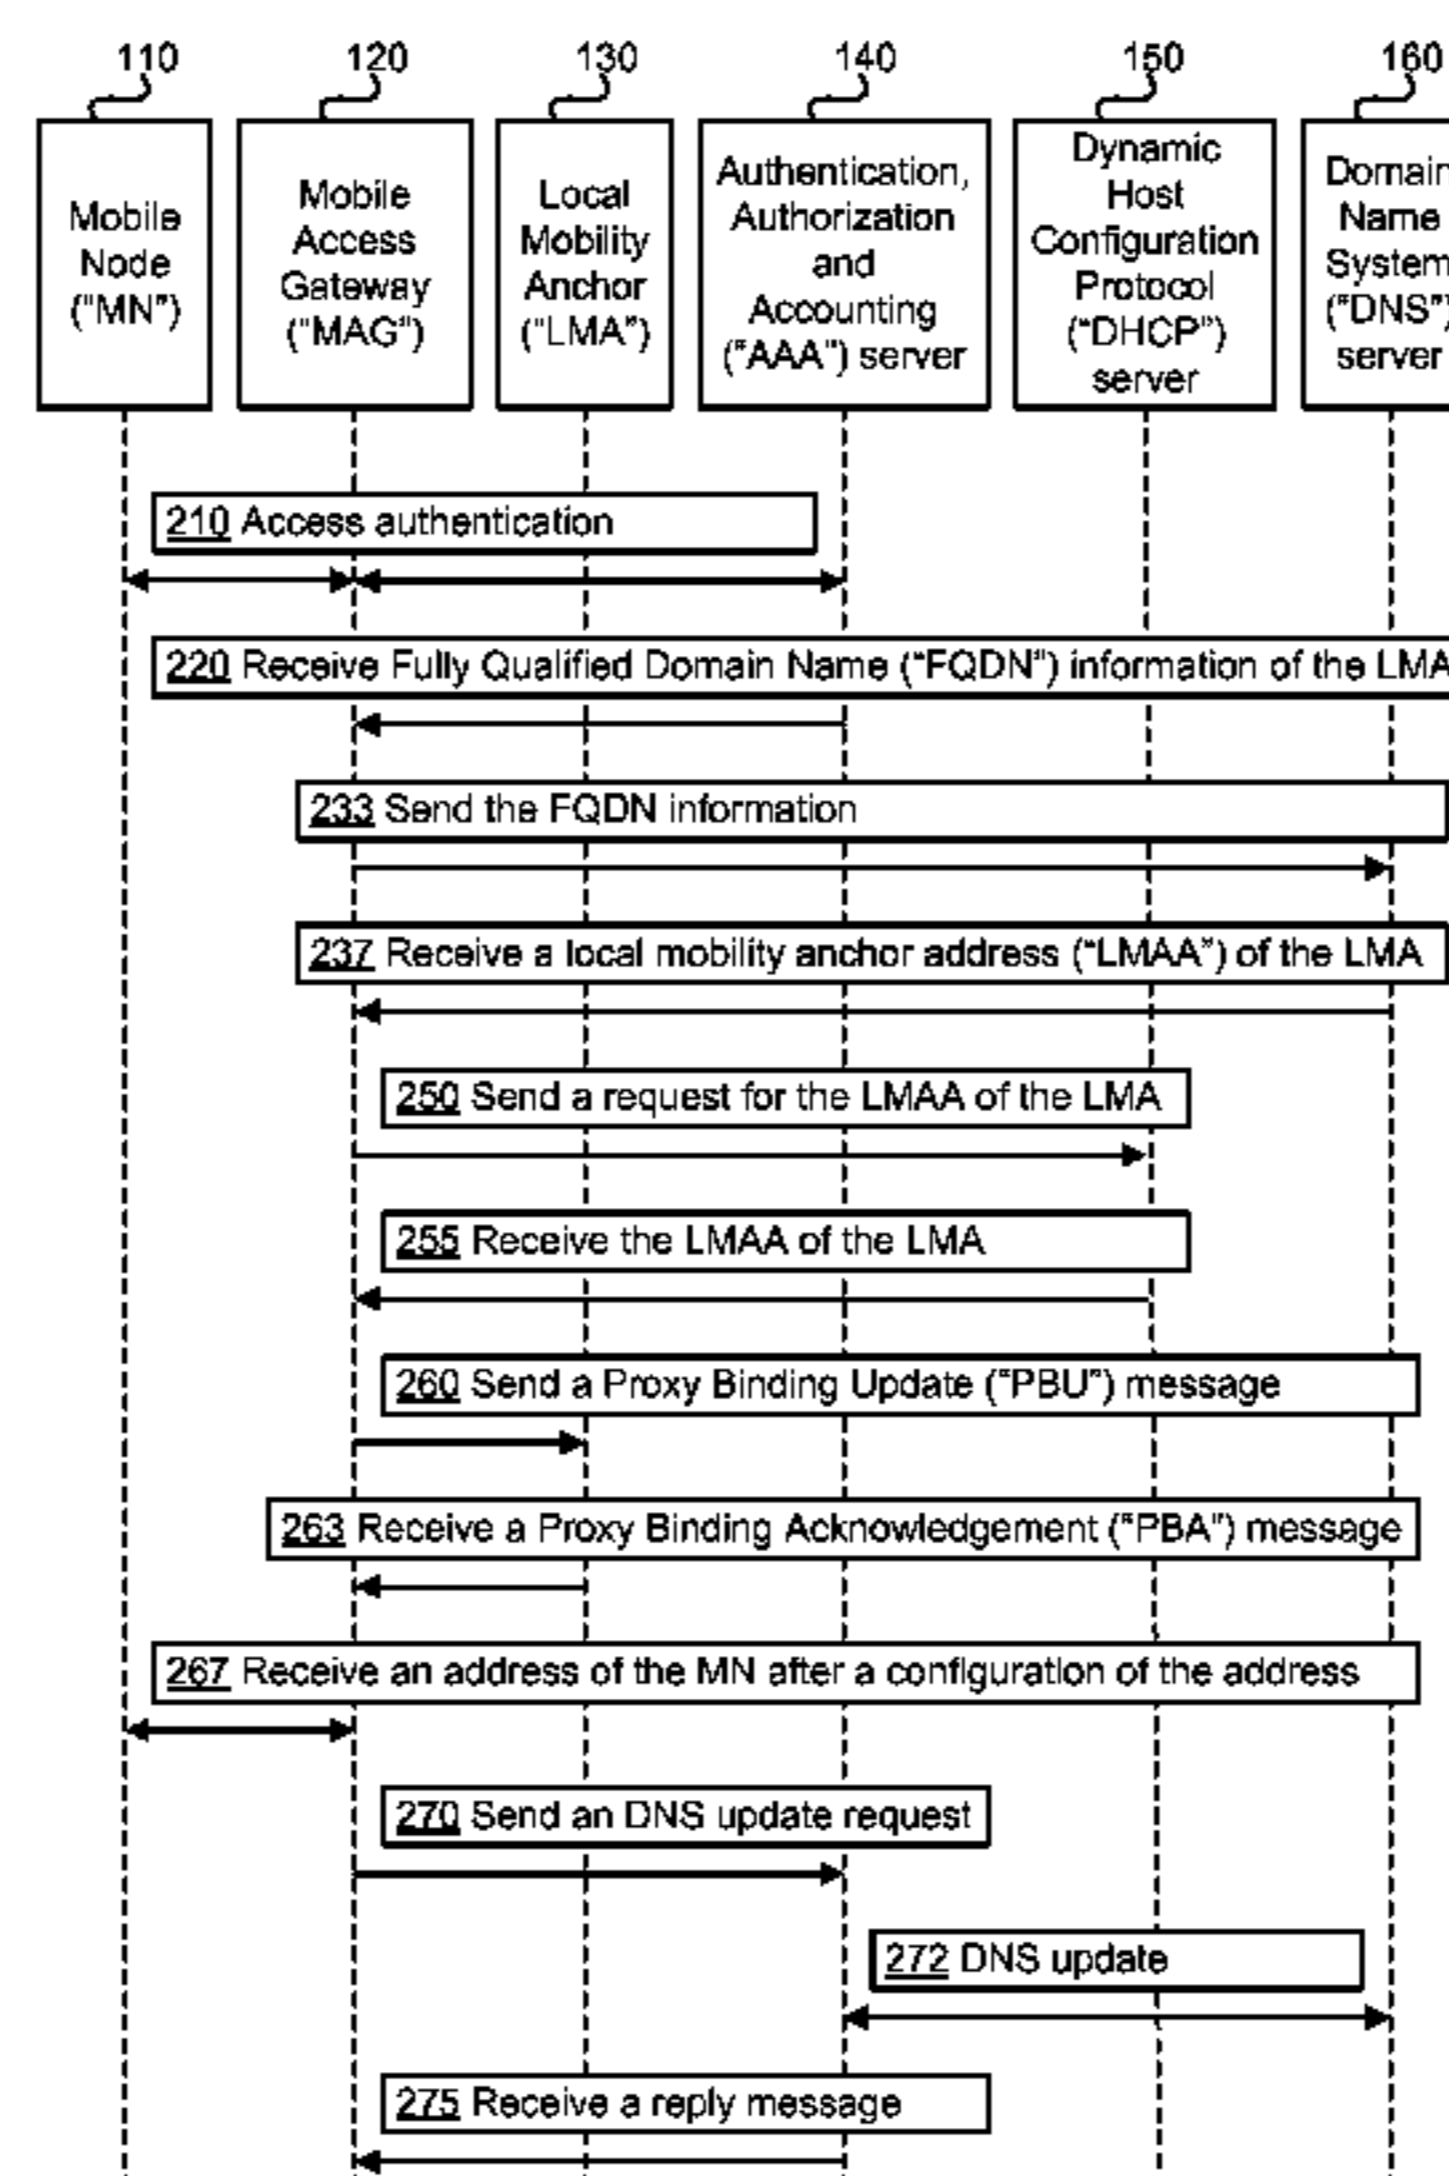 110
120
130
140
150
160
Mobile
Node
("MN")
Mobile
Access
Gateway
("MAG")
Local
Mobility
Anchor
("LMA")
Authentication,
Authorization
and
Accounting
("AAA") server
Dynamic
Host
Configuration
Protocol
("DHCP")
server
Domain
Name
System
("DNS")
server
210 Access authentication
220 Receive Fully Qualified Domain Name ("FQDN") information of the LMA
233 Send the FQDN information
237 Receive a local mobility anchor address ("LMAA") of the LMA
250 Send a request for the LMAA of the LMA
255 Receive the LMAA of the LMA
260 Send a Proxy Binding Update ("PBU") message
263 Receive a Proxy Binding Acknowledgement ("PBA") message
267 Receive an address of the MN after a configuration of the address
270 Send an DNS update request
272 DNS update
275 Receive a reply message